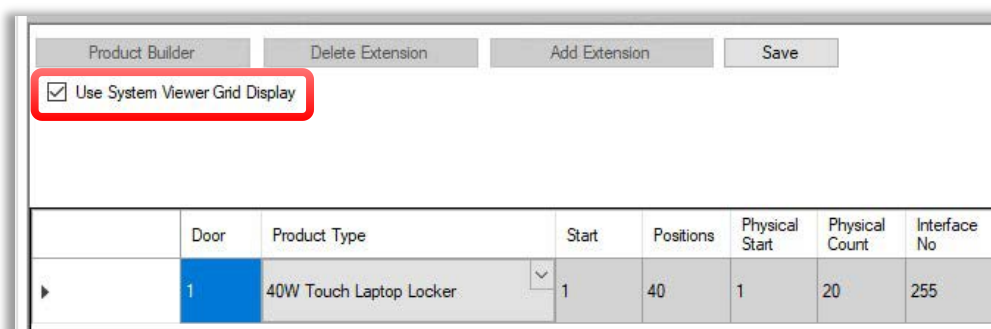 Product Builder Delete Extension Add Extension Save
Use System Viewer Grid Display
Door Product Type Start Positions Physical Start Physical Count Interface No
1 40W Touch Laptop Locker 1 40 1 20 255